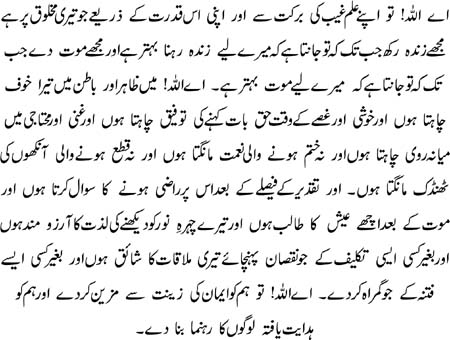 اے اللہ! تو اپنے علم غیب کی برکت سے اور اپنی اس قدرت کے ذریعے جو تیری مخلوق پر ہے
مجھے زندہ رکھ جب تک کہ تو جانتا ہے کہ میرے لیے زندہ رہنا بہتر ہے اور مجھے موت دے جب
تک کہ تو جانتا ہے کہ میرے لیے موت بہتر ہے۔ اے اللہ! میں ظاہر اور باطن میں تیرا خوف
چاہتا ہوں اور خوشی اور غصے کے وقت حق بات کہنے کی توفیق چاہتا ہوں اور غنی اور محتاجی میں
میانہ روی چاہتا ہوں اور نہ ختم ہونے والی نعمت مانگتا ہوں اور نہ قطع ہونے والی آنکھوں کی
ٹھنڈک مانگتا ہوں۔ اور تقدیر کے فیصلے کے بعد اس پر راضی ہونے کا سوال کرتا ہوں اور
موت کے بعد اچھے عیش کا طالب ہوں اور تیرے چہرہ نور کو دیکھنے کی لذت کا آرزو مند ہوں
اور بغیر کسی ایسی تکلیف کے جو نقصان پہنچائے تیری ملاقات کا شائق ہوں اور بغیر کسی ایسے
فتنہ کے جو گمراہ کر دے۔ اے اللہ! تو ہم کو ایمان کی زینت سے مزین کر دے اور ہم کو
ہدایت یافتہ لوگوں کا رہنما بنا دے۔